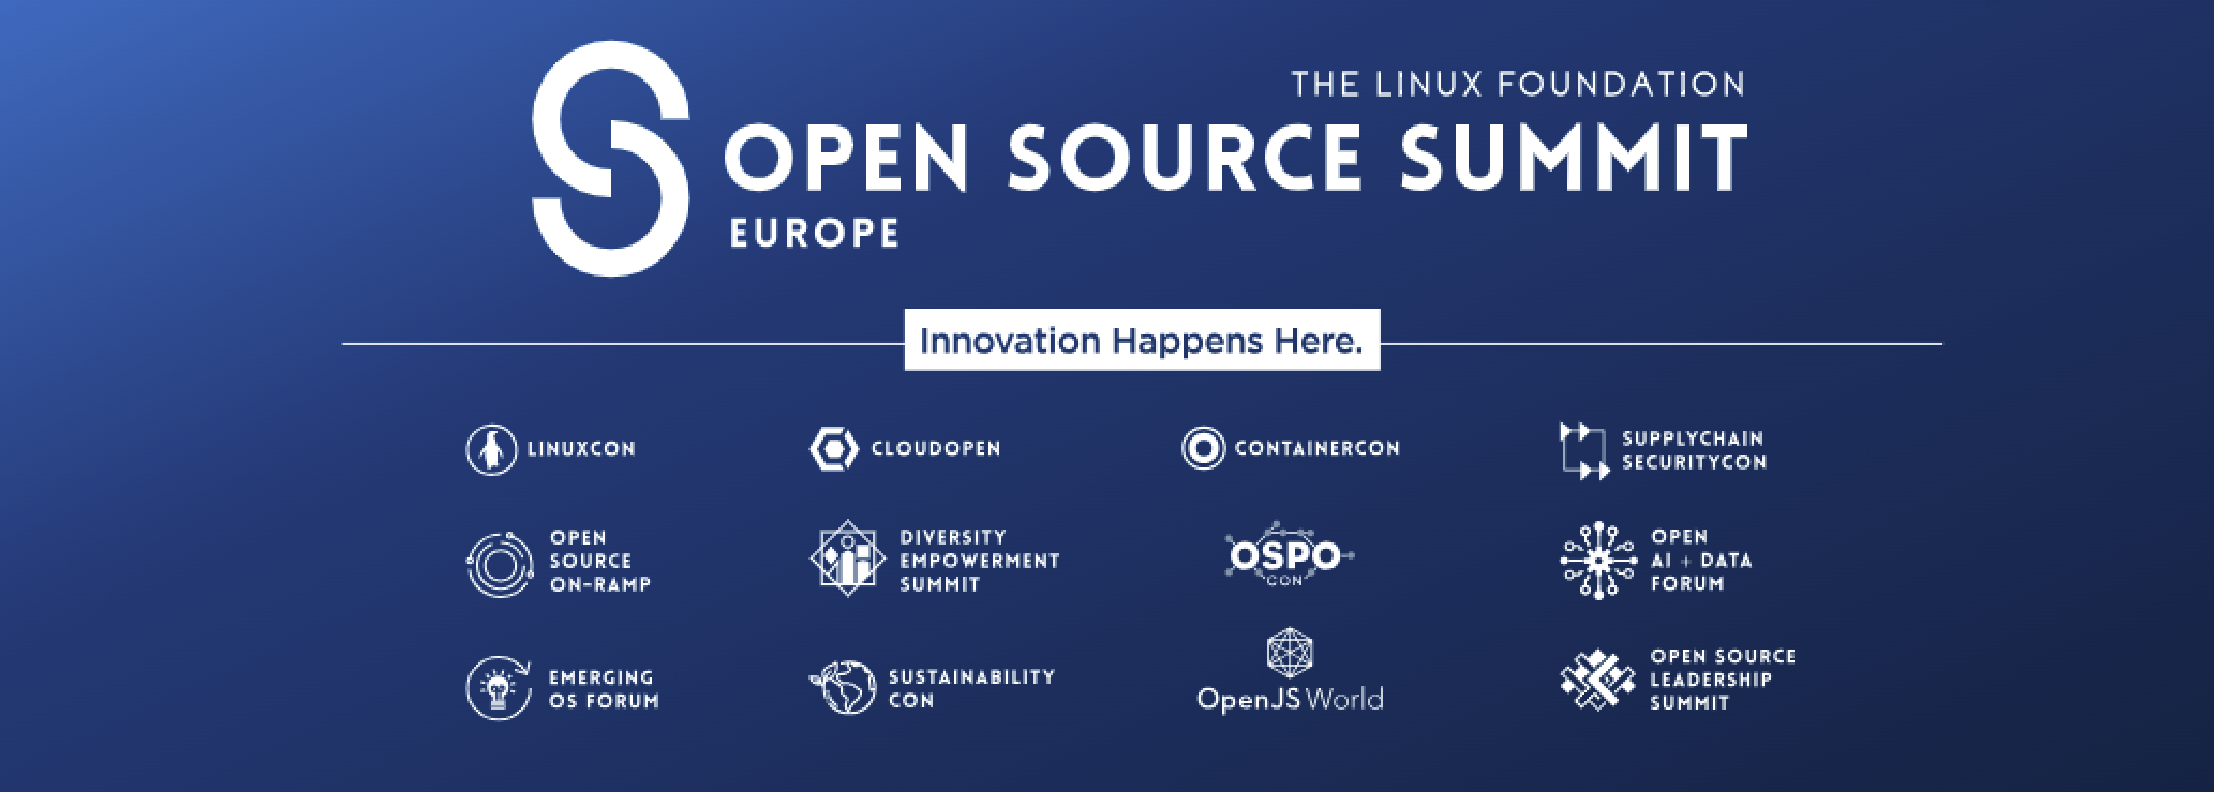 THE LINUX FOUNDATION
OPEN SOURCE SUMMIT
EUROPE
Innovation Happens Here.
LINUXCON
CLOUDOPEN
CONTAINERCON
SUPPLYCHAIN
SECURITYCON
OPEN
SOURCE
ON-RAMP
DIVERSITY
EMPOWERMENT
SUMMIT
OSPO
CON
OPEN
AI + DATA
FORUM
EMERGING
OS FORUM
SUSTAINABILITY
CON
OpenJS World
OPEN SOURCE
LEADERSHIP
SUMMIT